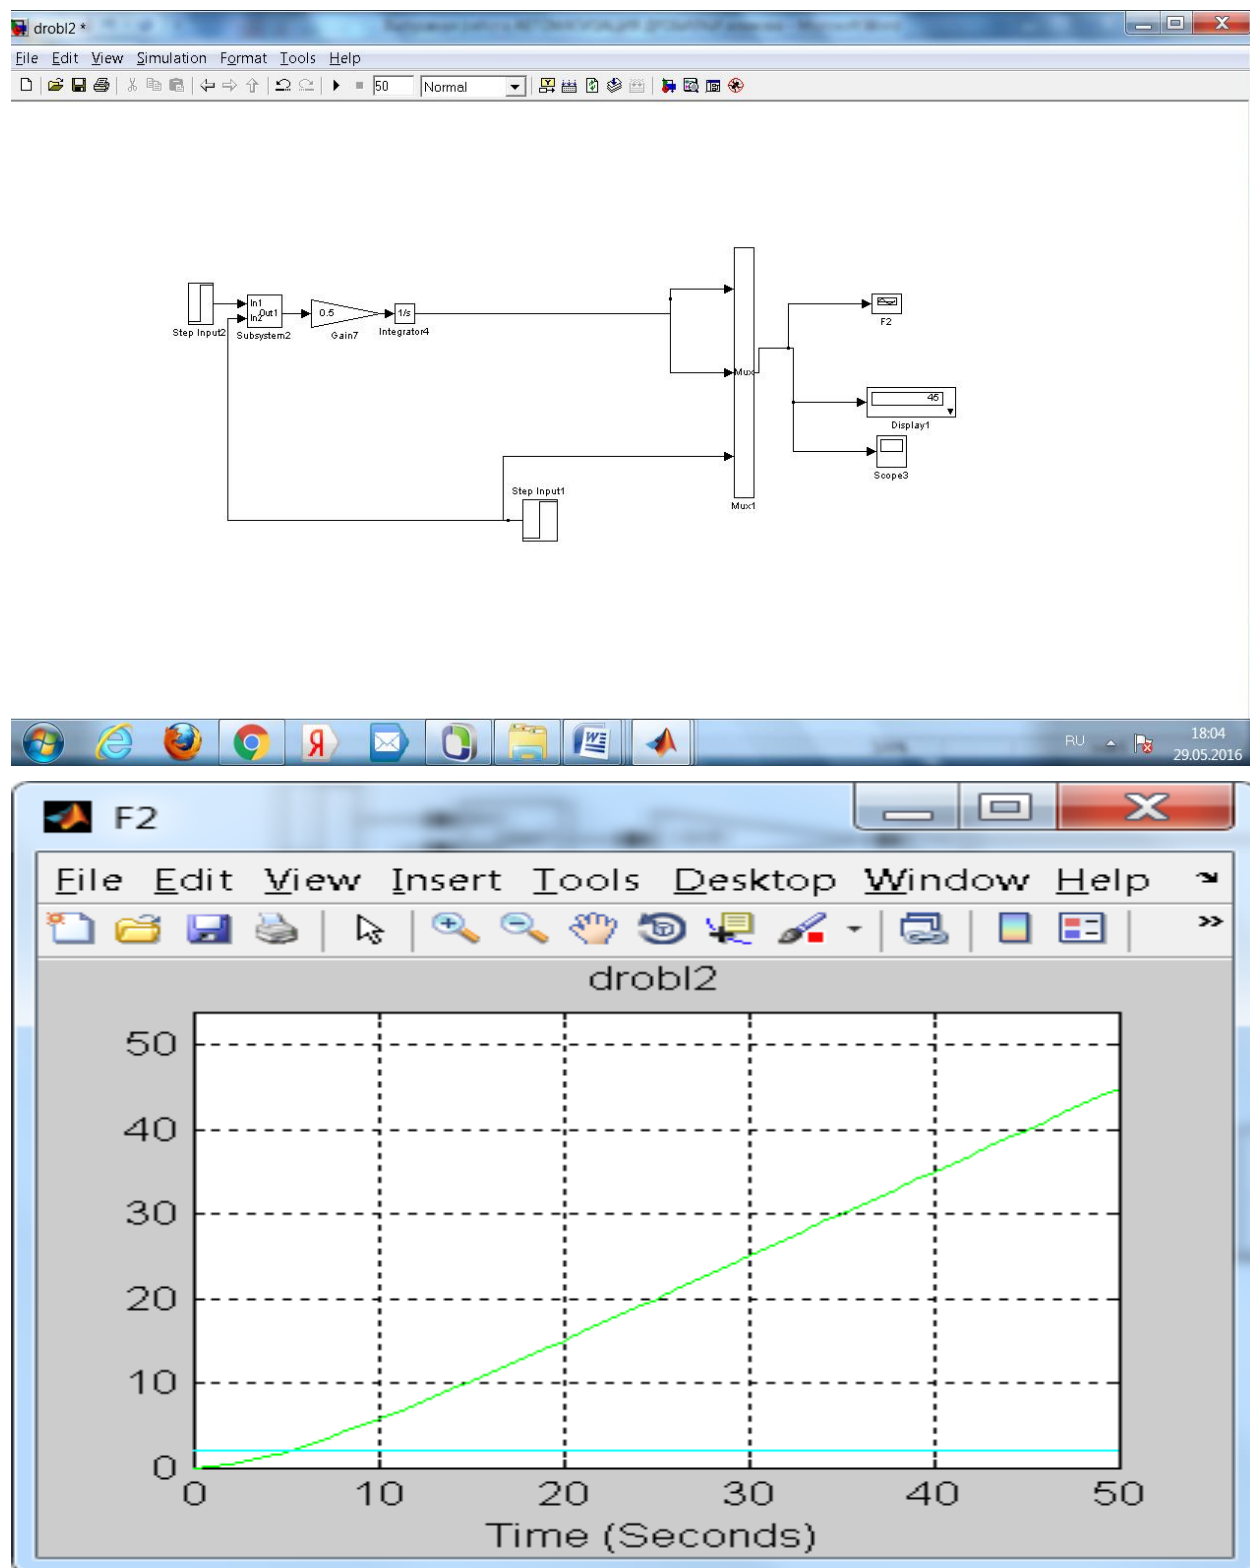 drobl2 *
File Edit View Simulation Format Tools Help
50 Normal
Step Input2
In1
In2
Out1
Subsystem2
0.5
Gain7
1/s
Integrator4
Mux
Mux1
F2
45
Display1
Scope3
Step Input1
RU
18:04
29.05.2016
F2
File Edit View Insert Tools Desktop Window Help
drobl2
50
40
30
20
10
0
0 10 20 30 40 50
Time (Seconds)